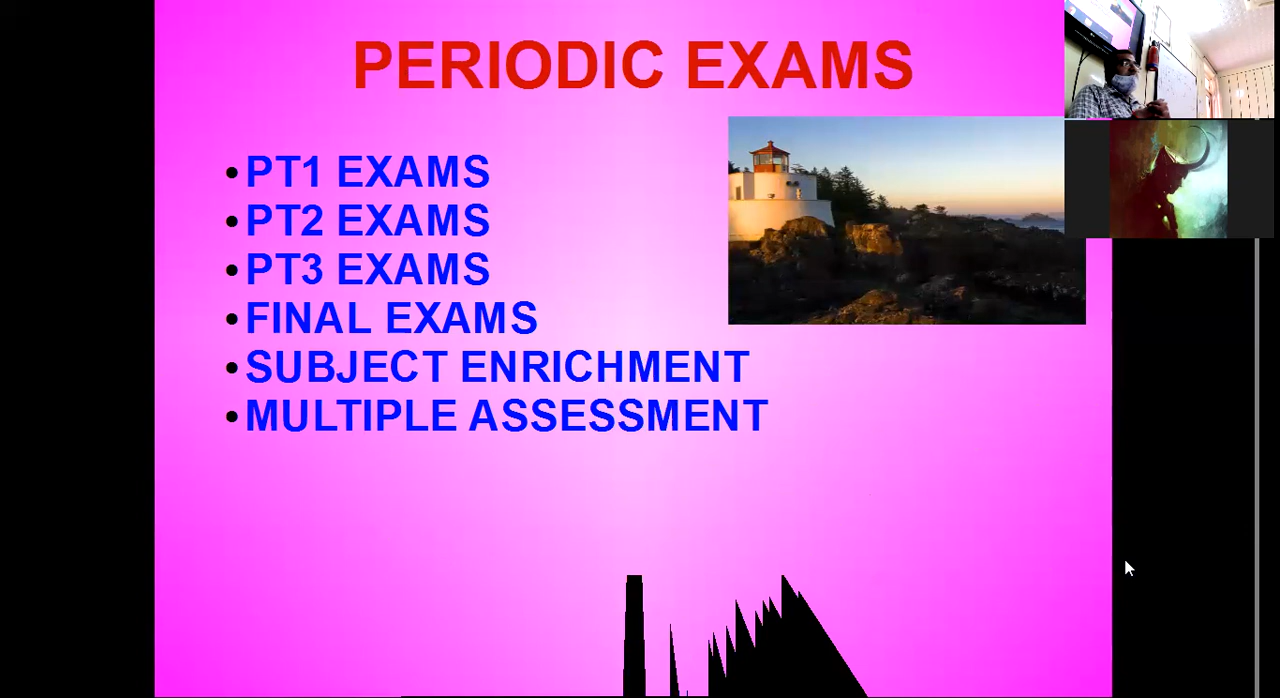 PERIODIC EXAMS
•PT1 EXAMS
•PT2 EXAMS
•PT3 EXAMS
•FINAL EXAMS
•SUBJECT ENRICHMENT
•MULTIPLE ASSESSMENT